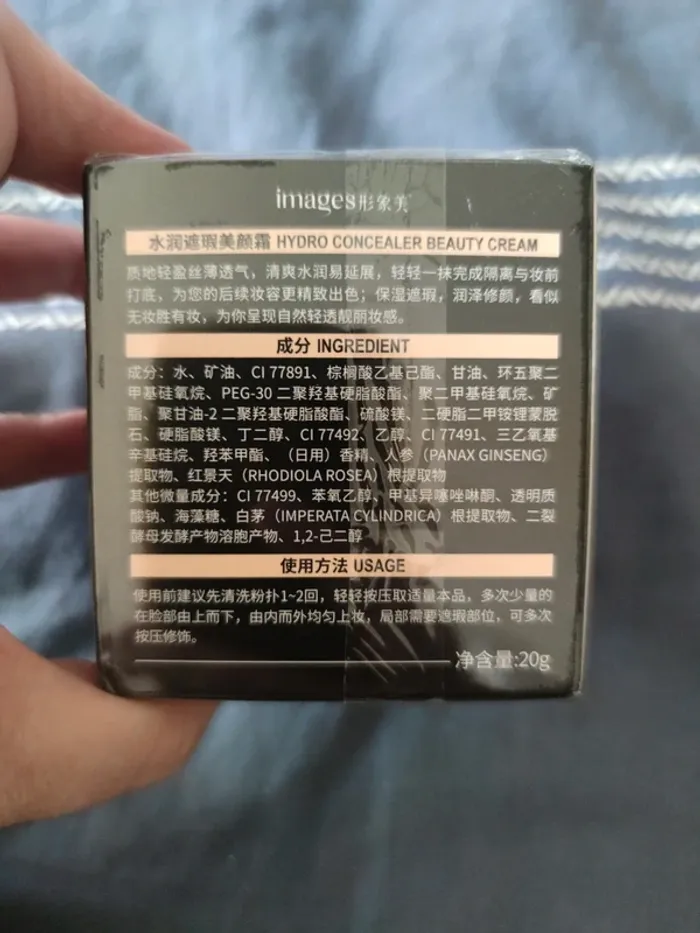 images形象美
水润遮瑕美颜霜 HYDRO CONCEALER BEAUTY CREAM
质地轻盈丝薄透气，清爽水润易延展，轻轻一抹完成隔离与妆前
打底，为您的后续妆容更精致出色；保湿遮瑕，润泽修颜，看似
无妆胜有妆，为你呈现自然轻透靓丽妆感。
成分 INGREDIENT
成分：水、矿油、CI 77891、棕榈酸乙基己酯、甘油、环五聚二
甲基硅氧烷、PEG-30 二聚羟基硬脂酸酯、聚二甲基硅氧烷、矿
脂、聚甘油-2 二聚羟基硬脂酸酯、硫酸镁、二硬脂二甲铵锂蒙脱
石、硬脂酸镁、丁二醇、CI 77492、乙醇、CI 77491、三乙氧基
辛基硅烷、羟苯甲酯、（日用）香精、人参（PANAX GINSENG）
提取物、红景天（RHODIOLA ROSEA）根提取物
其他微量成分：CI 77499、苯氧乙醇、甲基异噻唑啉酮、透明质
酸钠、海藻糖、白茅（IMPERATA CYLINDRICA）根提取物、二裂
酵母发酵产物溶胞产物、1,2-己二醇
使用方法 USAGE
使用前建议先清洗粉扑1~2回，轻轻按压取适量本品，多次少量的
在脸部由上而下，由内而外均匀上妆，局部需要遮瑕部位，可多次
按压修饰。
净含量:20g